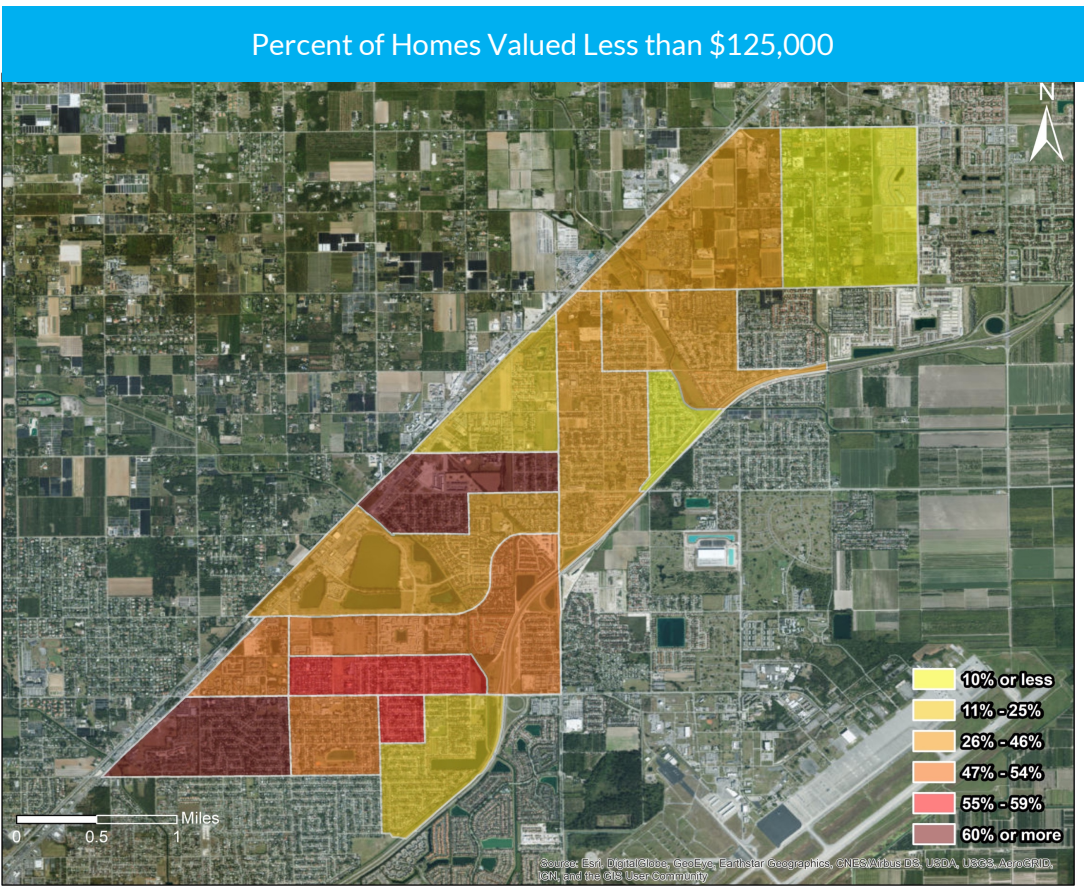 Percent of Homes Valued Less than $125,000
N
10% or less
11% - 25%
26% - 46%
47% - 54%
55% - 59%
60% or more
Miles
0 0.5 1
Source: Esri, DigitalGlobe, GeoEye, Earthstar Geographics, CNES/Airbus DS, USDA, USGS, AeroGRID,
IGN, and the GIS User Community